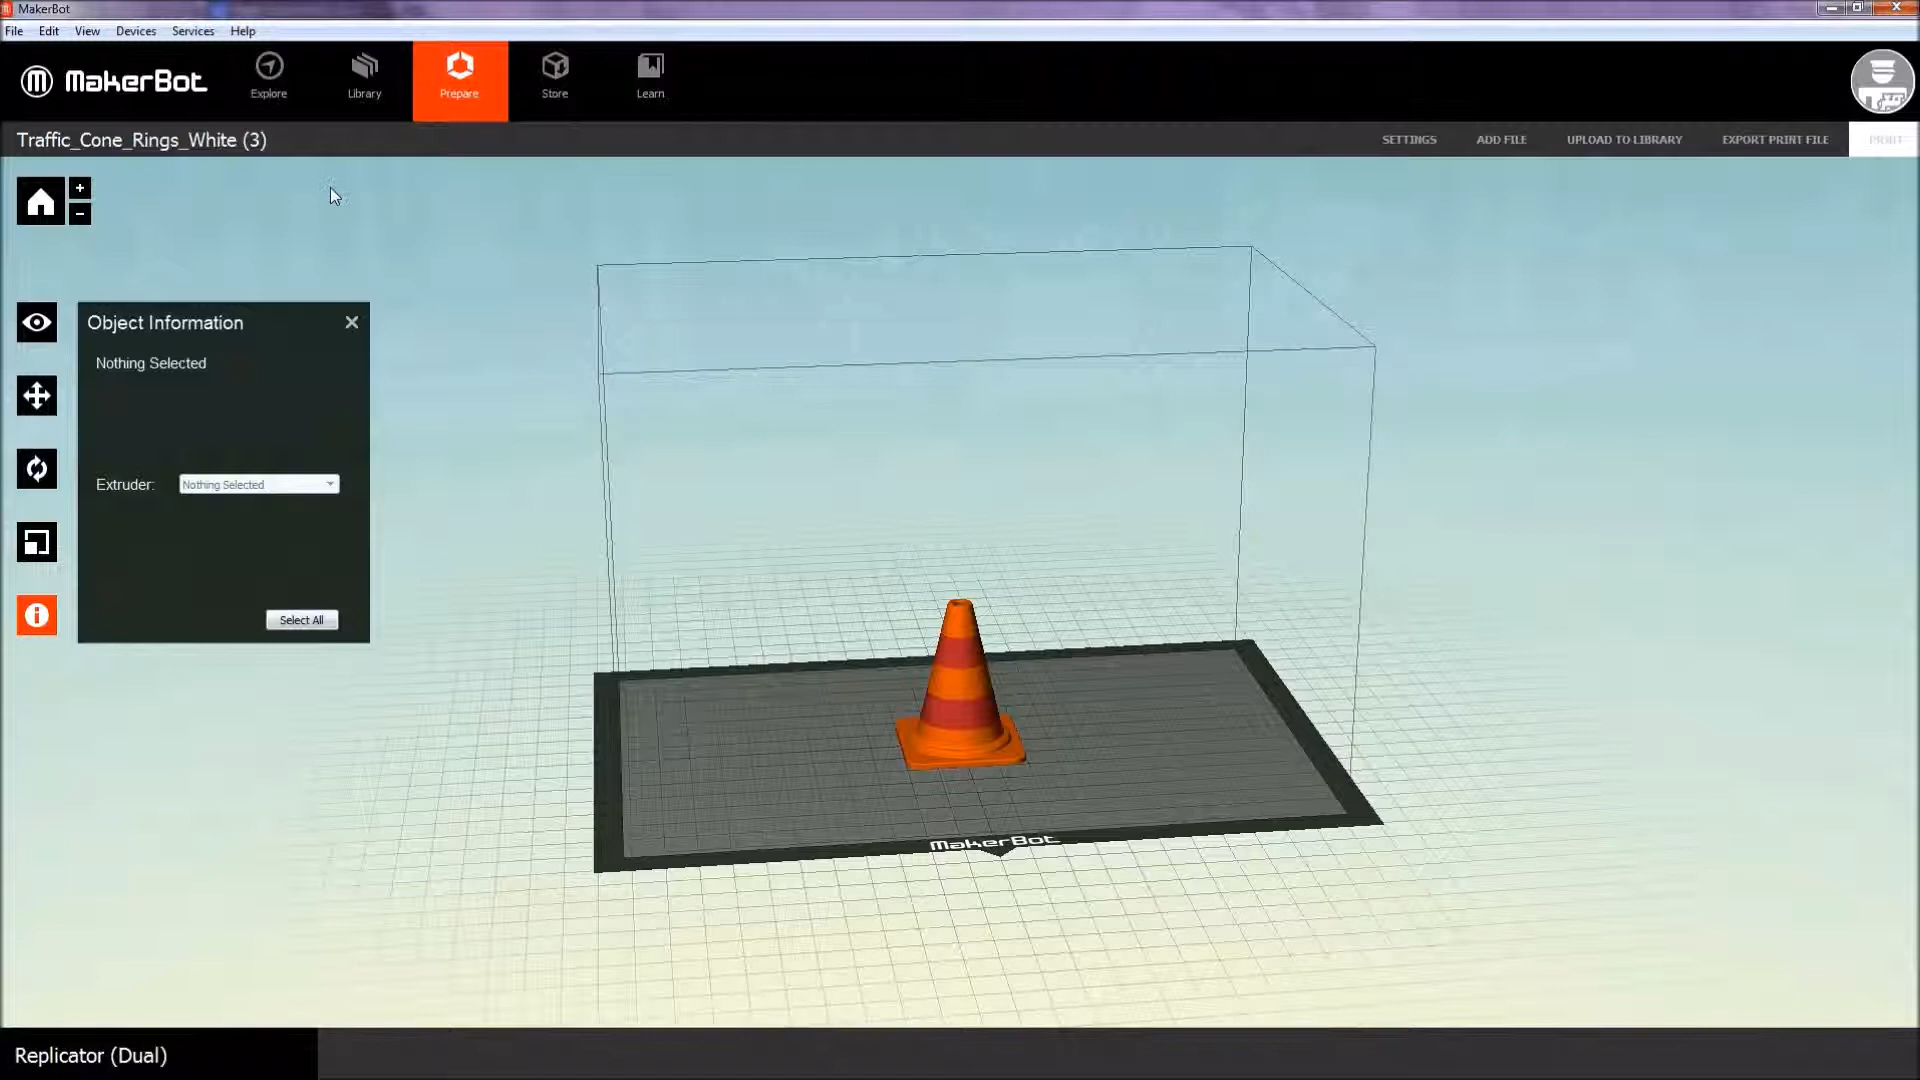 MakerBot
File Edit View Devices Services Help
MakerBot
Explore Library Prepare Store Learn
Traffic_Cone_Rings_White (3)
SETTINGS ADD FILE UPLOAD TO LIBRARY EXPORT PRINT FILE PRINT
+
-
Object Information
Nothing Selected
Extruder: Nothing Selected
Select All
MakerBot
Replicator (Dual)